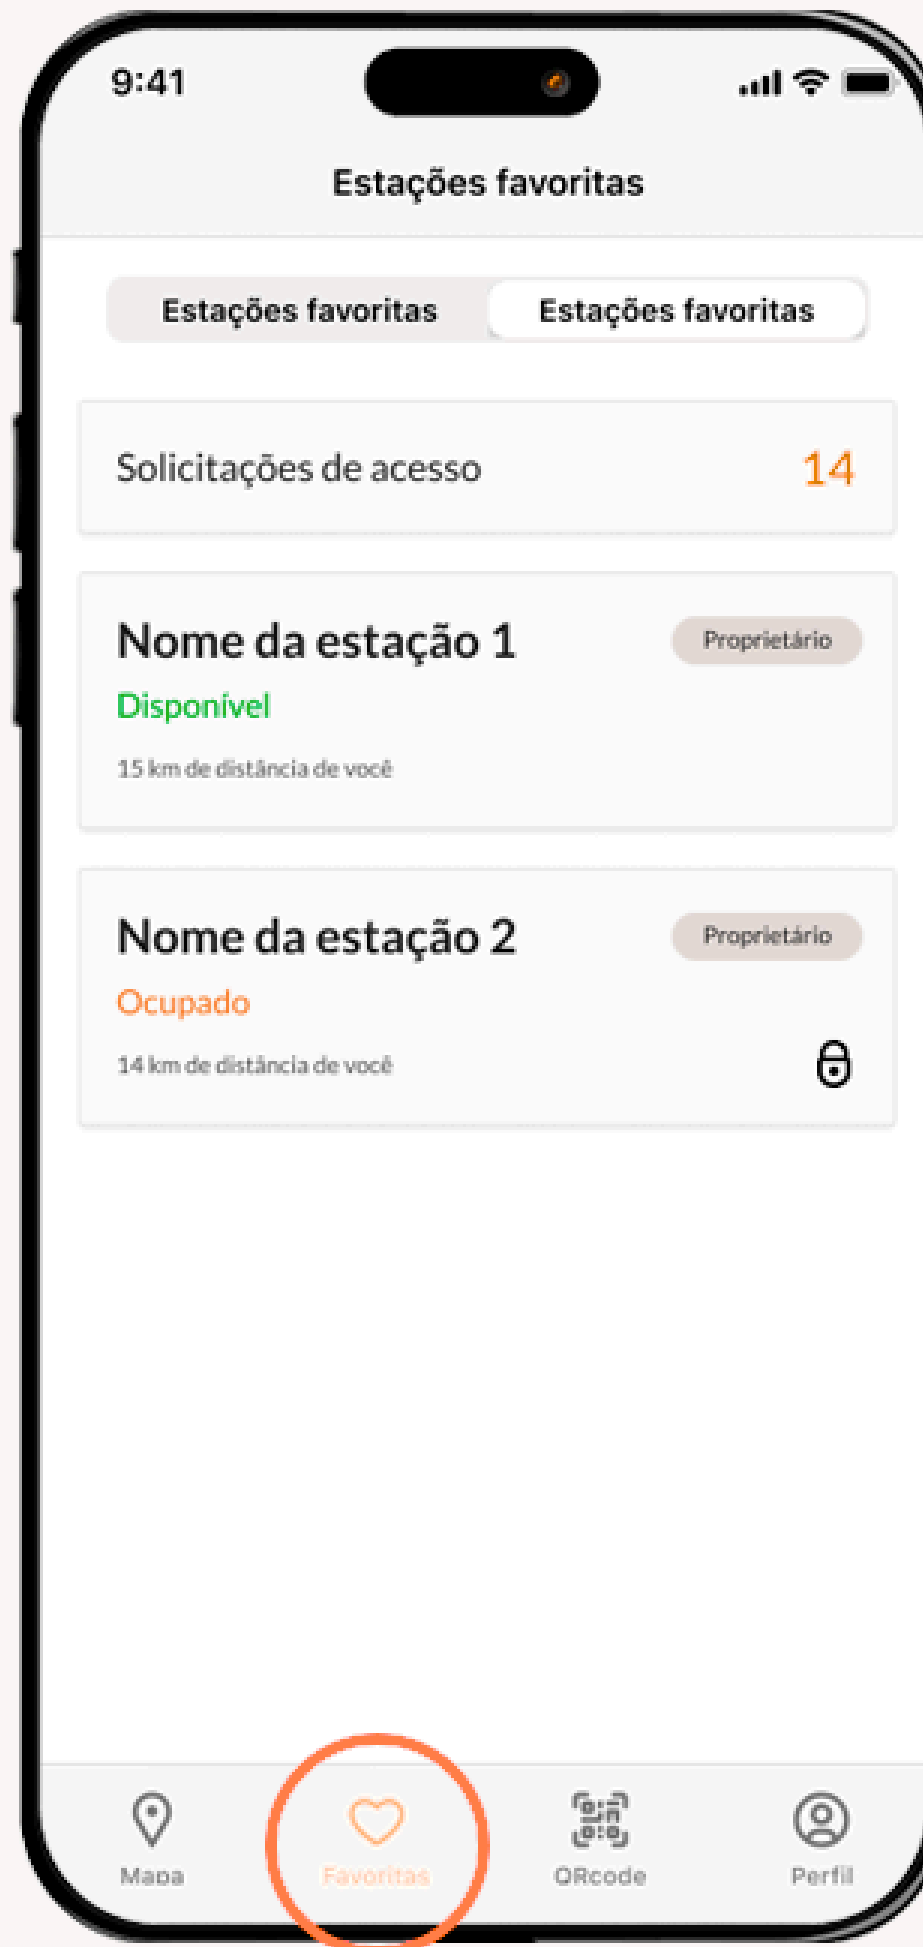 9:41
Estações favoritas
Estações favoritas Estações favoritas
Solicitações de acesso 14
Nome da estação 1 Proprietário
Disponível
15 km de distância de você
Nome da estação 2 Proprietário
Ocupado
14 km de distância de você
Mapa Favoritas QRcode Perfil